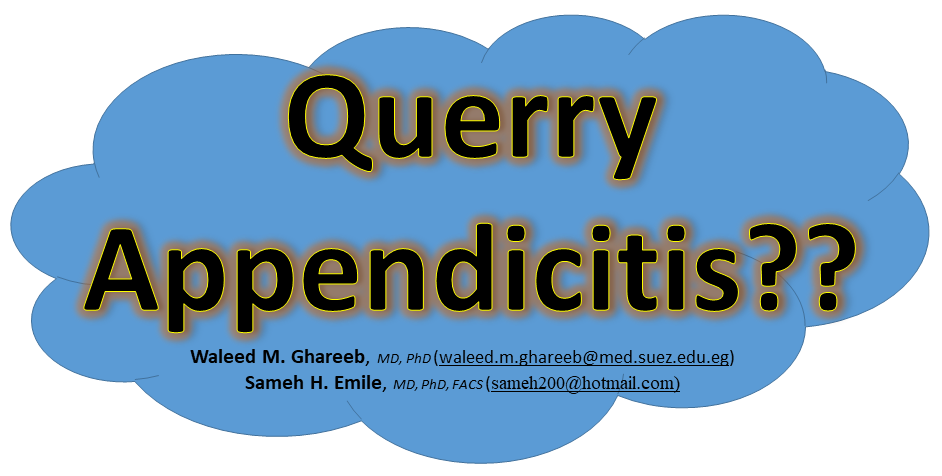 Querry
Appendicitis??
Waleed M. Ghareeb, MD, PhD (waleed.m.ghareeb@med.suez.edu.eg)
Sameh H. Emile, MD, PhD, FACS (sameh200@hotmail.com)